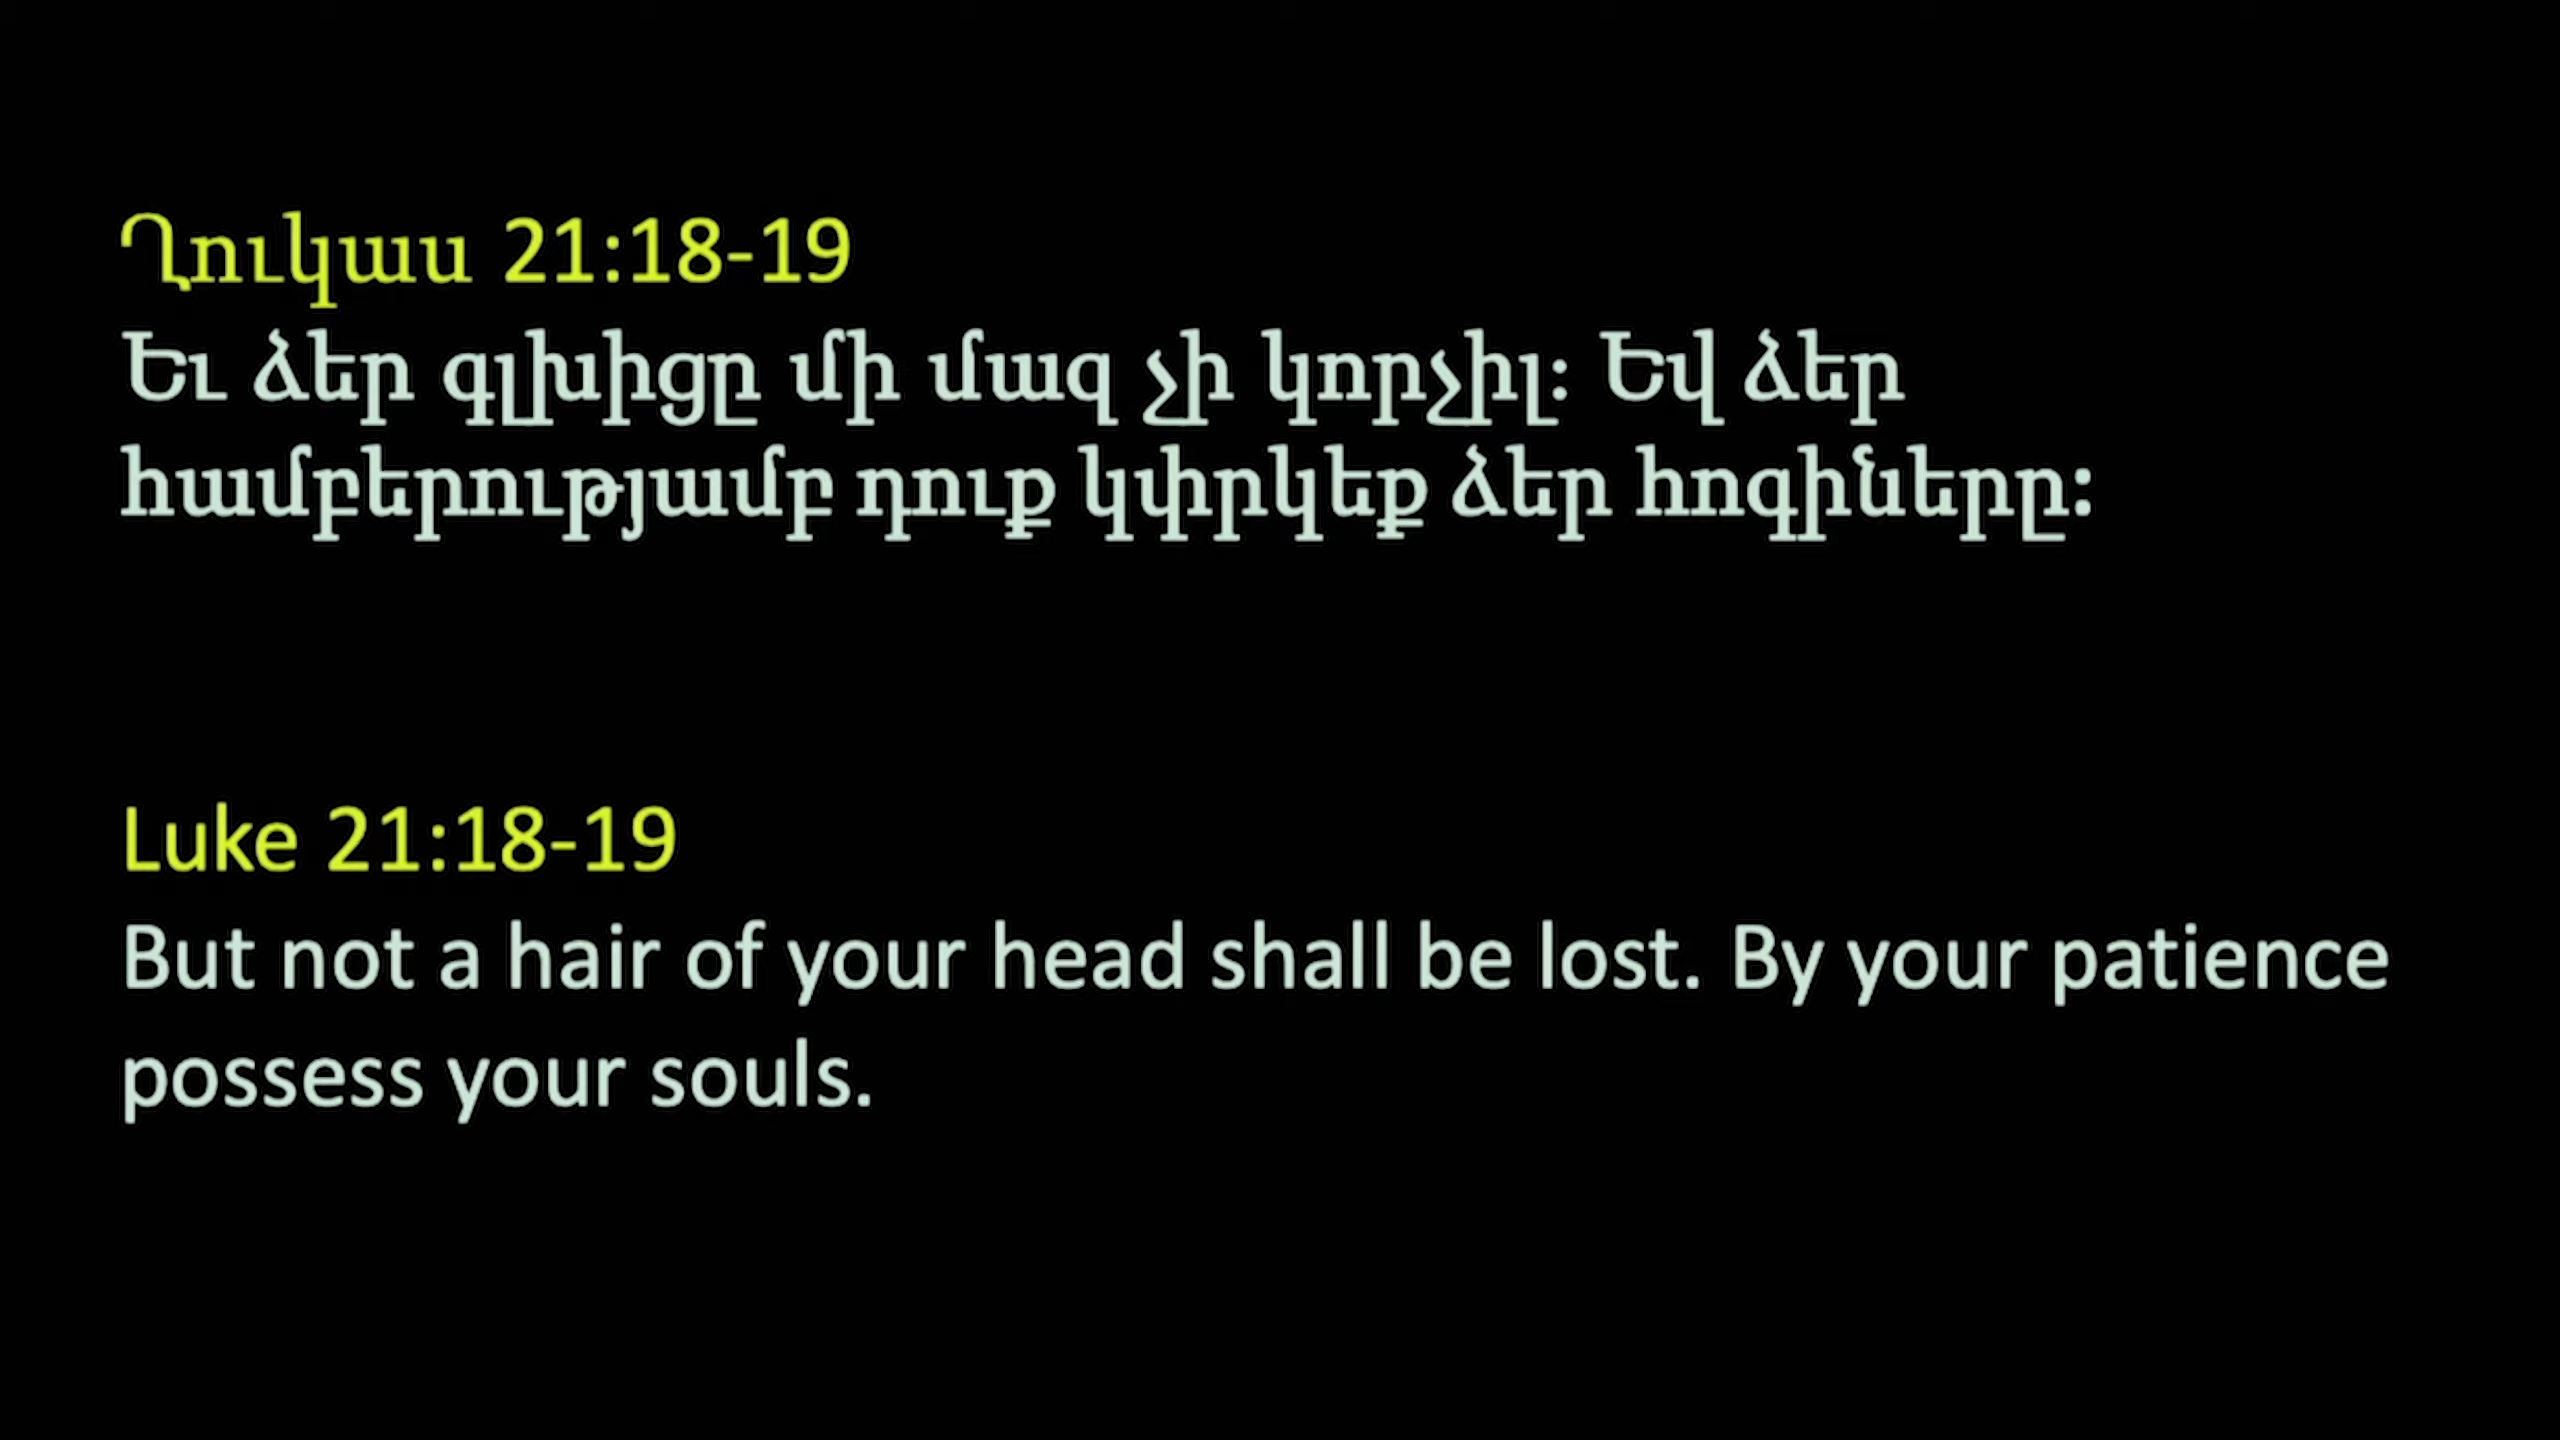 Ղուկաս 21:18-19
Եւ ձեր գլխիցը մի մազ չի կորչիլ։ Եվ ձեր
համբերությամբ դուք կփրկեք ձեր հոգիները։
Luke 21:18-19
But not a hair of your head shall be lost. By your patience
possess your souls.